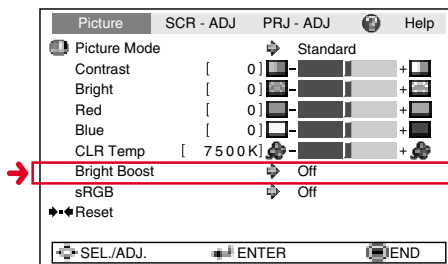 Picture SCR - ADJ PRJ - ADJ ? Help
Picture Mode Standard
Contrast [ 0] - +
Bright [ 0] - +
Red [ 0] - +
Blue [ 0] - +
CLR Temp [ 7500K] - +
Bright Boost Off
sRGB Off
Reset
SEL./ADJ. ENTER END